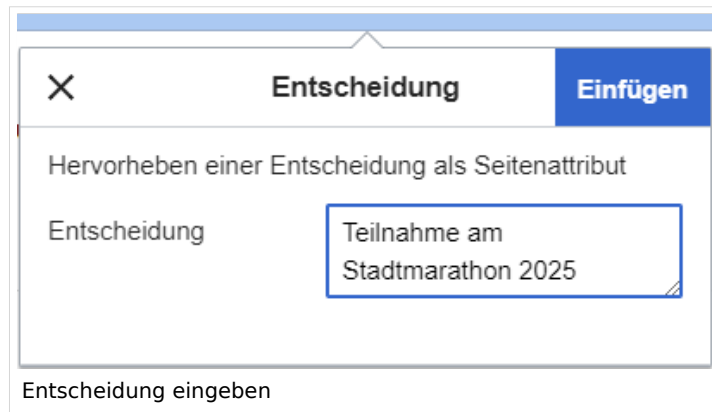 Entscheidung
Einfügen
Hervorheben einer Entscheidung als Seitenattribut
Entscheidung
Teilnahme am
Stadtmarathon 2025
Entscheidung eingeben